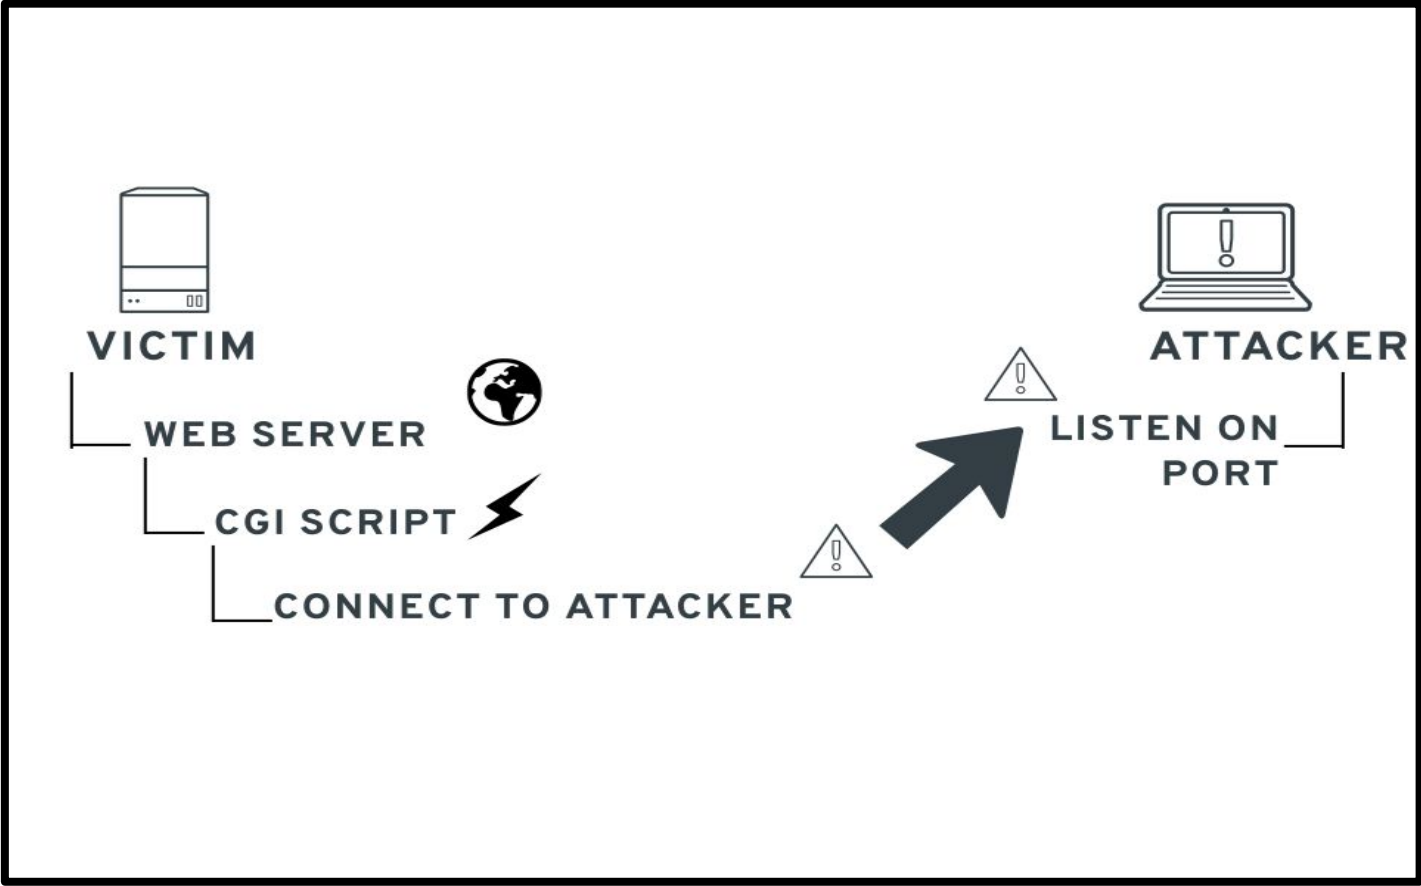 VICTIM
WEB SERVER
CGI SCRIPT
CONNECT TO ATTACKER
ATTACKER
LISTEN ON
PORT